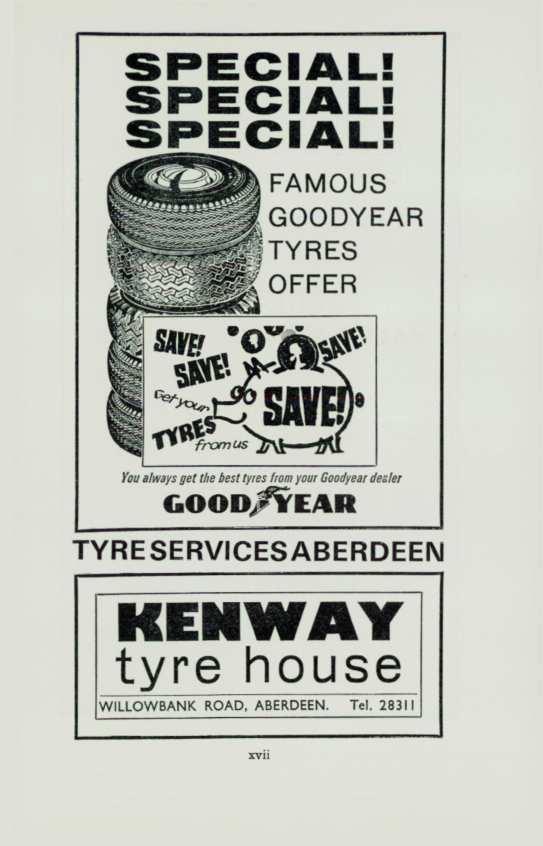 SPECIAL!
SPECIAL!
SPECIAL!
FAMOUS
GOODYEAR
TYRES
OFFER
SAVE!
SAVE!
SAVE!
SAVE!
Get your
TYRES
from us
You always get the best tyres from your Goodyear dealer
GOODYEAR
TYRE SERVICES ABERDEEN
KENWAY
tyre house
WILLOWBANK ROAD, ABERDEEN. Tel. 28311
xvii